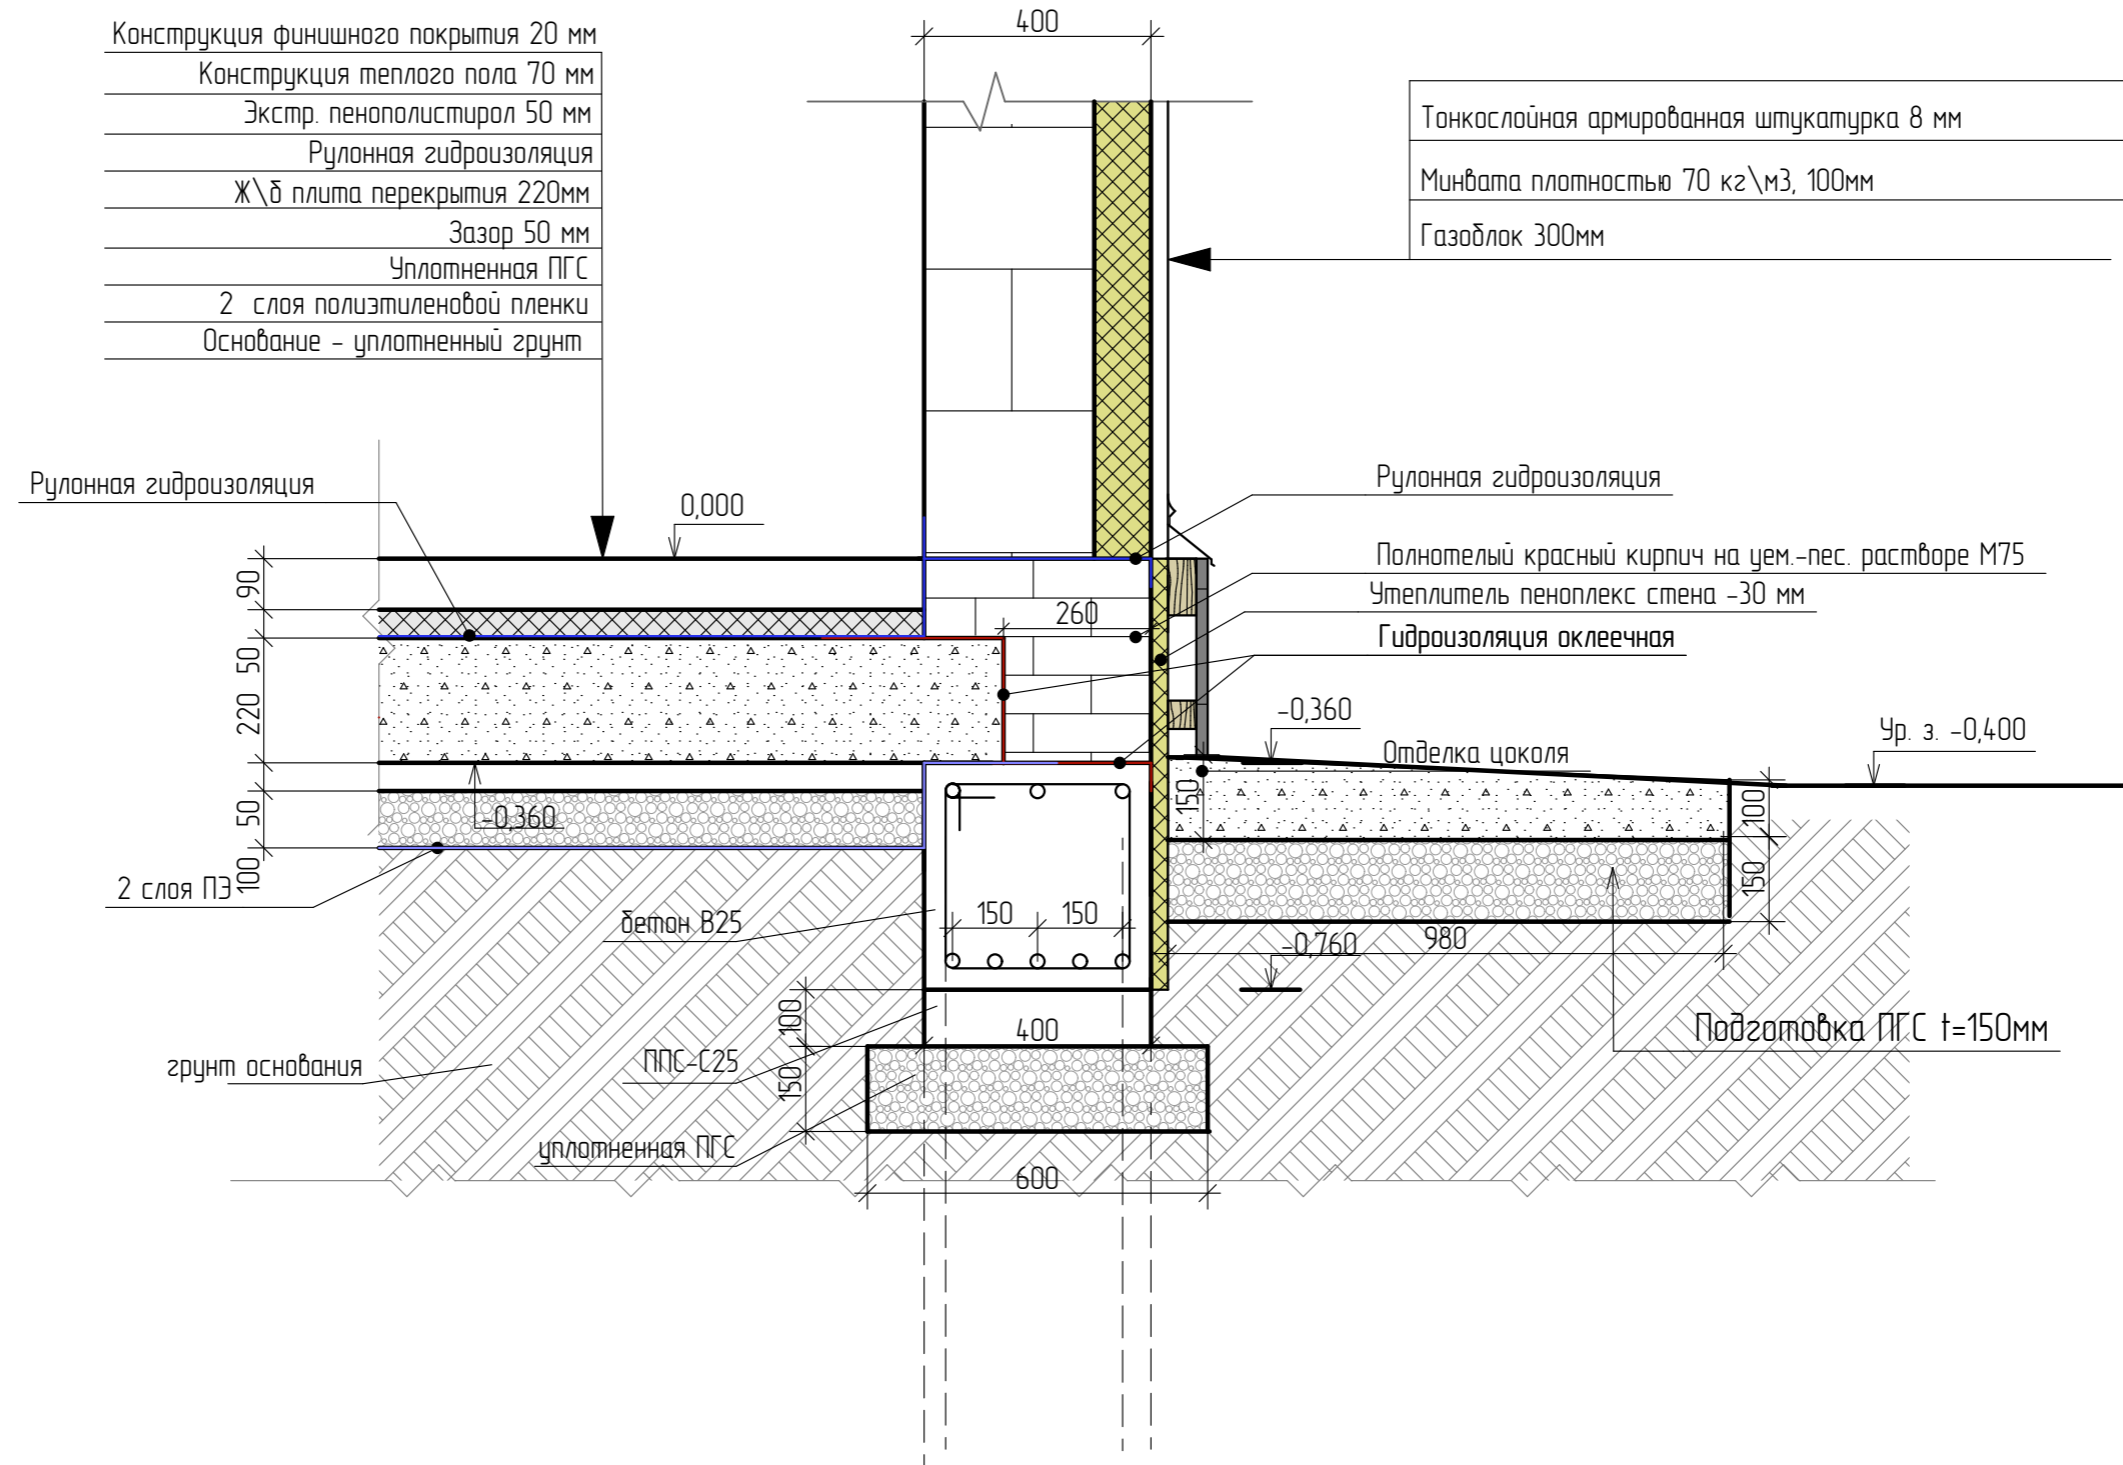 Конструкция финишного покрытия 20 мм
Конструкция теплого пола 70 мм
Экстр. пенополистирол 50 мм
Рулонная гидроизоляция
Ж\б плита перекрытия 220мм
Зазор 50 мм
Уплотненная ПГС
2 слоя полиэтиленовой пленки
Основание - уплотненный грунт
400
Тонкослойная армированная штукатурка 8 мм
Минвата плотностью 70 кг\м3, 100мм
Газоблок 300мм
Рулонная гидроизоляция
0,000
Рулонная гидроизоляция
Полнотелый красный кирпич на цем.-пес. растворе М75
Утеплитель пеноплекс стена -30 мм
Гидроизоляция оклеечная
260
90
50
220
50
100
-0,360
-0,360
Отделка цоколя
Ур. з. -0,400
150
100
150
2 слоя ПЭ
бетон В25
150
150
-0,760
980
100
400
150
Подготовка ПГС t=150мм
грунт основания
ППС-С25
уплотненная ПГС
600